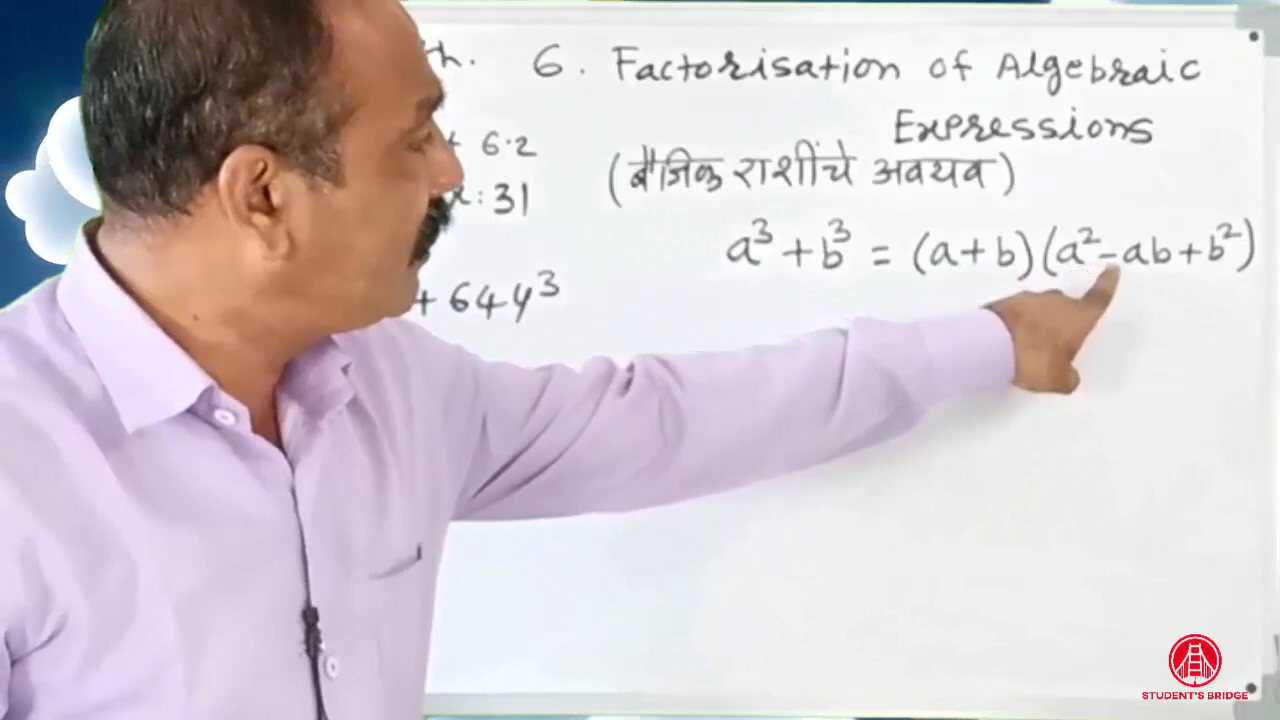 6. Factorisation of Algebraic
Expressions
6.2
(बैजिक राशींचे अवयव)
: 31
a³ + b³ = (a+b)(a²-ab+b²)
+ 64y³
STUDENT'S BRIDGE